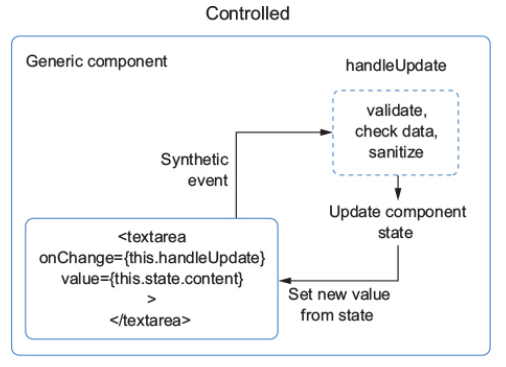 Controlled
Generic component
handleUpdate
validate,
check data,
sanitize
Synthetic
event
Update component
state
<textarea
onChange={this.handleUpdate}
value={this.state.content}
>
</textarea>
Set new value
from state